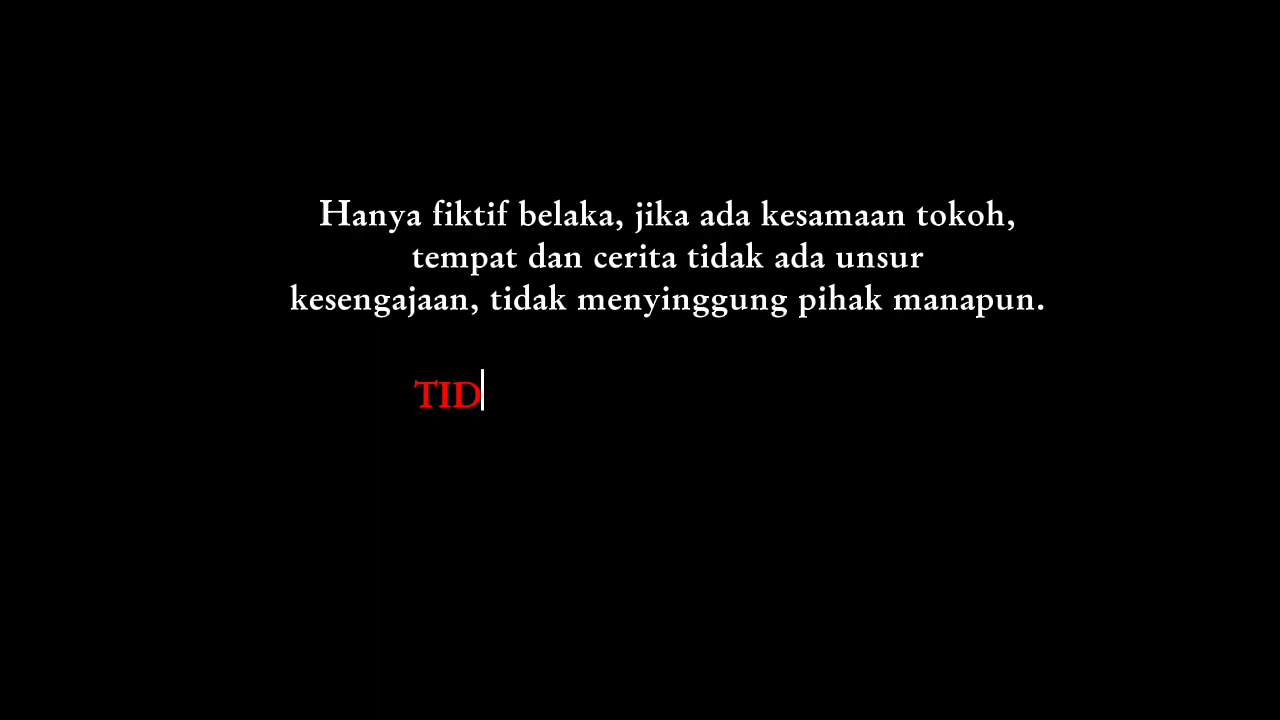 Hanya fiktif belaka, jika ada kesamaan tokoh,
tempat dan cerita tidak ada unsur
kesengajaan, tidak menyinggung pihak manapun.
TID